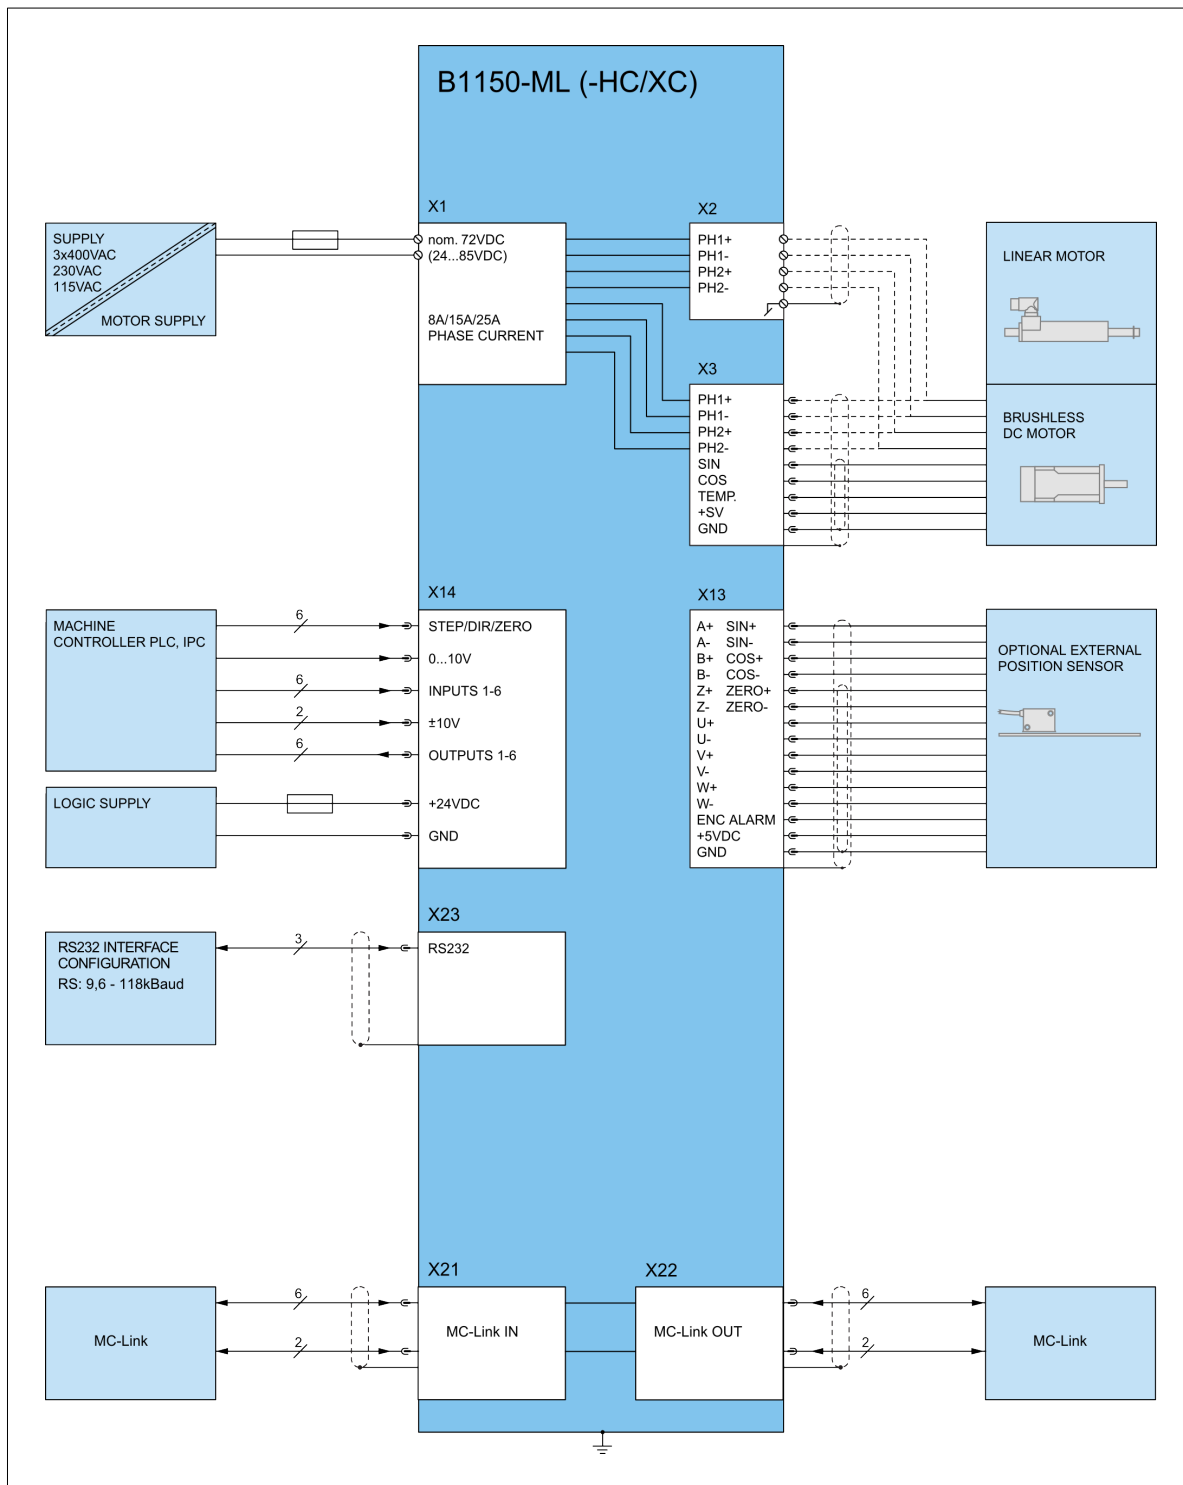 B1150-ML (-HC/XC)
X1
X2
SUPPLY
3x400VAC
230VAC
115VAC
MOTOR SUPPLY
nom. 72VDC
(24...85VDC)
8A/15A/25A
PHASE CURRENT
PH1+
PH1-
PH2+
PH2-
LINEAR MOTOR
X3
PH1+
PH1-
PH2+
PH2-
SIN
COS
TEMP.
+SV
GND
BRUSHLESS
DC MOTOR
X14
X13
MACHINE
CONTROLLER PLC, IPC
6
STEP/DIR/ZERO
0...10V
6
INPUTS 1-6
2
±10V
6
OUTPUTS 1-6
LOGIC SUPPLY
+24VDC
GND
A+ SIN+
A- SIN-
B+ COS+
B- COS-
Z+ ZERO+
Z- ZERO-
U+
U-
V+
V-
W+
W-
ENC ALARM
+5VDC
GND
OPTIONAL EXTERNAL
POSITION SENSOR
X23
RS232 INTERFACE
CONFIGURATION
RS: 9,6 - 118kBaud
3
RS232
X21
X22
MC-Link
6
2
MC-Link IN
MC-Link OUT
6
2
MC-Link